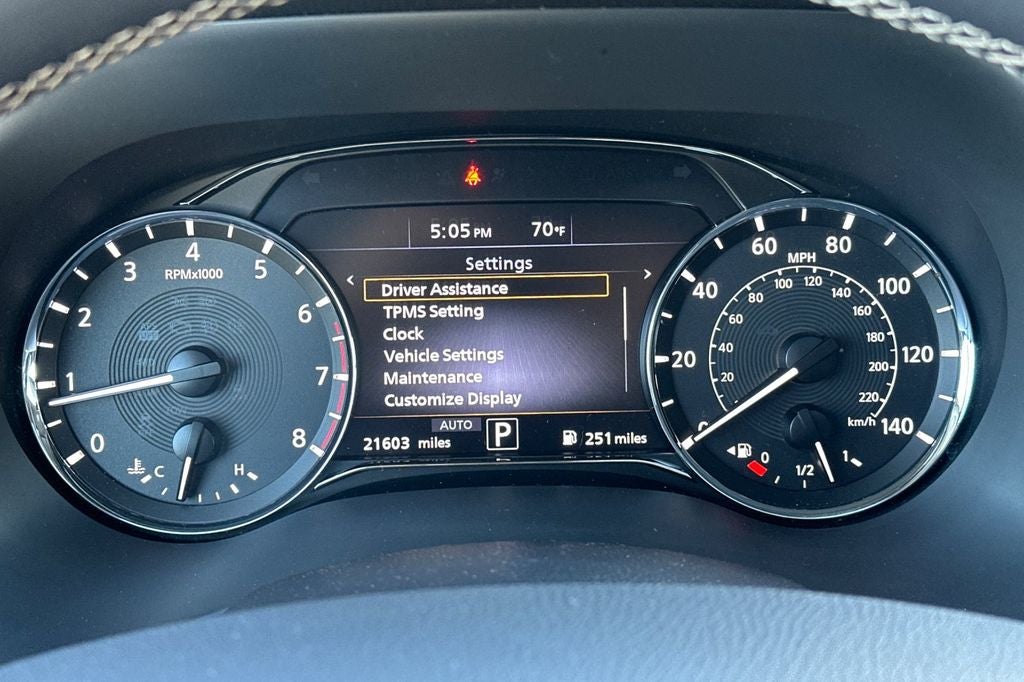 5:05 PM 70°F
< Settings >
Driver Assistance
TPMS Setting
Clock
Vehicle Settings
Maintenance
Customize Display
AUTO
21603 miles P 251 miles
0 1 2 3 4 5 6 7 8
RPMx1000
C H
0 20 40 60 80 100 120 140
MPH
20 40 60 80 100 120 140 160 180 200 220
km/h
0 1/2 1